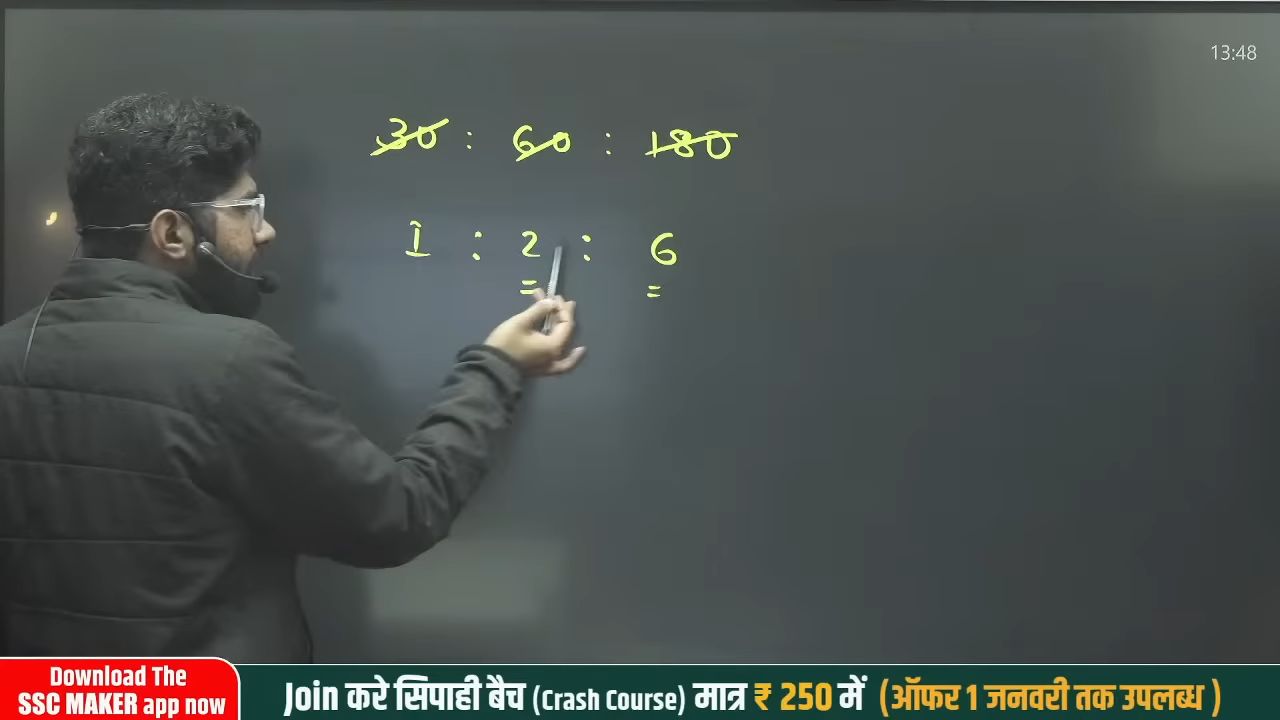 13:48
30 : 60 : 180
1 : 2 : 6
Download The
SSC MAKER app now
Join करे सिपाही बैच (Crash Course) मात्र ₹ 250 में (ऑफर 1 जनवरी तक उपलब्ध )